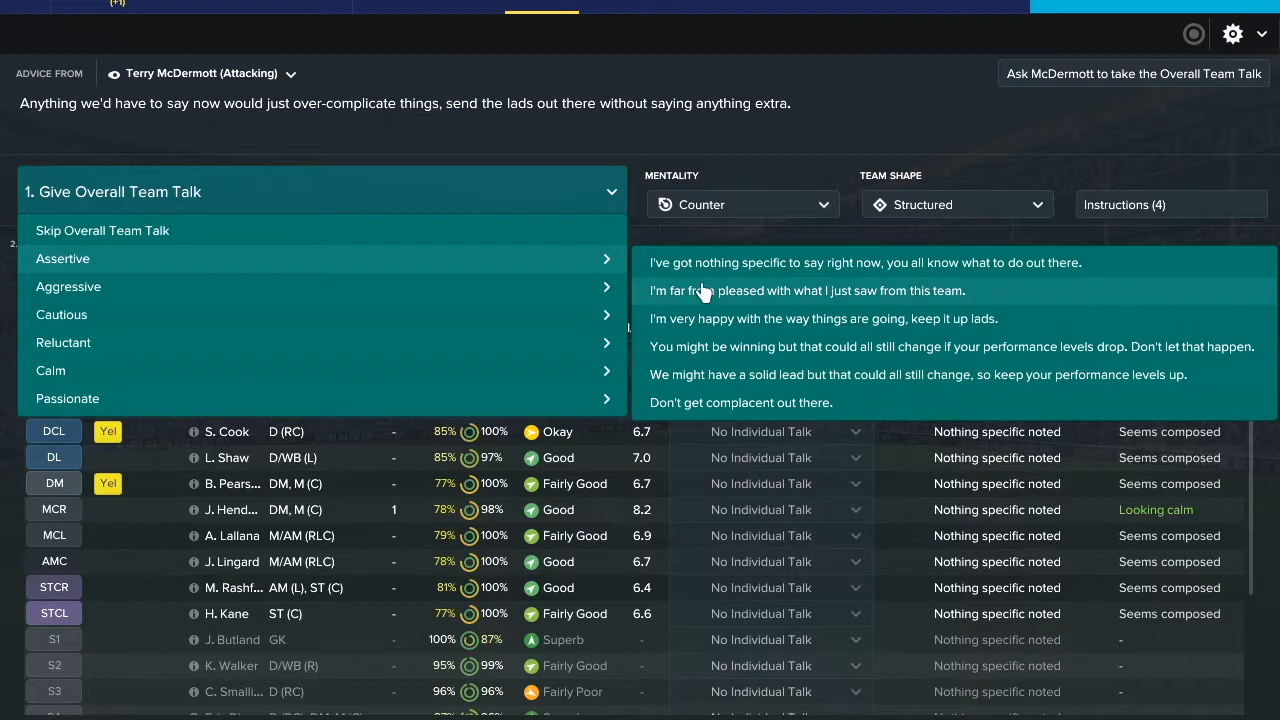 (+1)
ADVICE FROM Terry McDermott (Attacking) Ask McDermott to take the Overall Team Talk
Anything we'd have to say now would just over-complicate things, send the lads out there without saying anything extra.
MENTALITY TEAM SHAPE
1. Give Overall Team Talk Counter Structured Instructions (4)
Skip Overall Team Talk
2.
Assertive I've got nothing specific to say right now, you all know what to do out there.
Aggressive I'm far from pleased with what I just saw from this team.
Cautious I'm very happy with the way things are going, keep it up lads.
Reluctant You might be winning but that could all still change if your performance levels drop. Don't let that happen.
Calm We might have a solid lead but that could all still change, so keep your performance levels up.
Passionate Don't get complacent out there.
DCL Yel S. Cook D (RC) - 85% 100% Okay 6.7 No Individual Talk Nothing specific noted Seems composed
DL L. Shaw D/WB (L) - 85% 97% Good 7.0 No Individual Talk Nothing specific noted Seems composed
DM Yel B. Pears... DM, M (C) - 77% 100% Fairly Good 6.7 No Individual Talk Nothing specific noted Seems composed
MCR J. Hend... DM, M (C) 1 78% 98% Good 8.2 No Individual Talk Nothing specific noted Looking calm
MCL A. Lallana M/AM (RLC) - 79% 100% Fairly Good 6.9 No Individual Talk Nothing specific noted Seems composed
AMC J. Lingard M/AM (RLC) - 78% 100% Good 6.7 No Individual Talk Nothing specific noted Seems composed
STCR M. Rashf... AM (L), ST (C) - 81% 100% Good 6.4 No Individual Talk Nothing specific noted Seems composed
STCL H. Kane ST (C) - 77% 100% Fairly Good 6.6 No Individual Talk Nothing specific noted Seems composed
S1 J. Butland GK - 100% 87% Superb - No Individual Talk Nothing specific noted -
S2 K. Walker D/WB (R) - 95% 99% Fairly Good - No Individual Talk Nothing specific noted -
S3 C. Smalli... D (RC) - 96% 96% Fairly Poor - No Individual Talk Nothing specific noted -